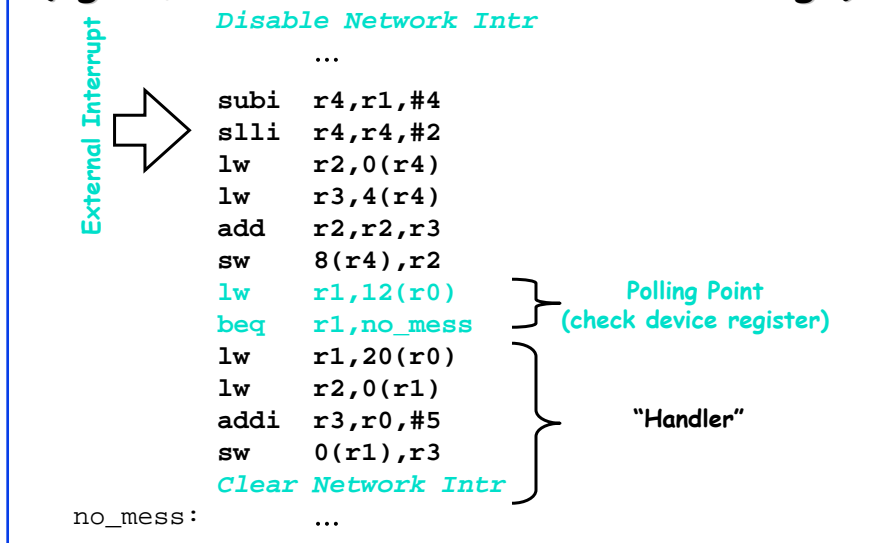 Disable Network Intr
...
External Interrupt
subi r4,r1,#4
slli r4,r4,#2
lw r2,0(r4)
lw r3,4(r4)
add r2,r2,r3
sw 8(r4),r2
lw r1,12(r0)
beq r1,no_mess
Polling Point
(check device register)
lw r1,20(r0)
lw r2,0(r1)
addi r3,r0,#5
sw 0(r1),r3
Clear Network Intr
"Handler"
no_mess: ...